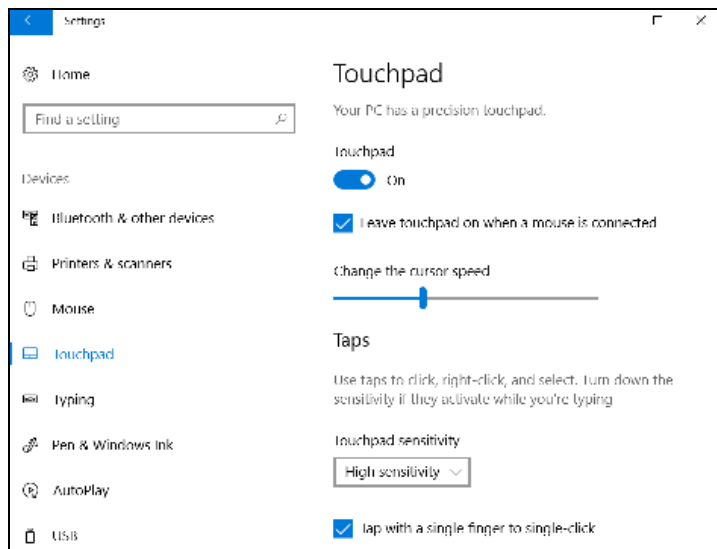 Settings
Home
Find a setting
Devices
Bluetooth & other devices
Printers & scanners
Mouse
Touchpad
Typing
Pen & Windows Ink
AutoPlay
USB
Touchpad
Your PC has a precision touchpad.
Touchpad
On
Leave touchpad on when a mouse is connected
Change the cursor speed
Taps
Use taps to click, right-click, and select. Turn down the
sensitivity if they activate while you're typing
Touchpad sensitivity
High sensitivity
Tap with a single finger to single-click